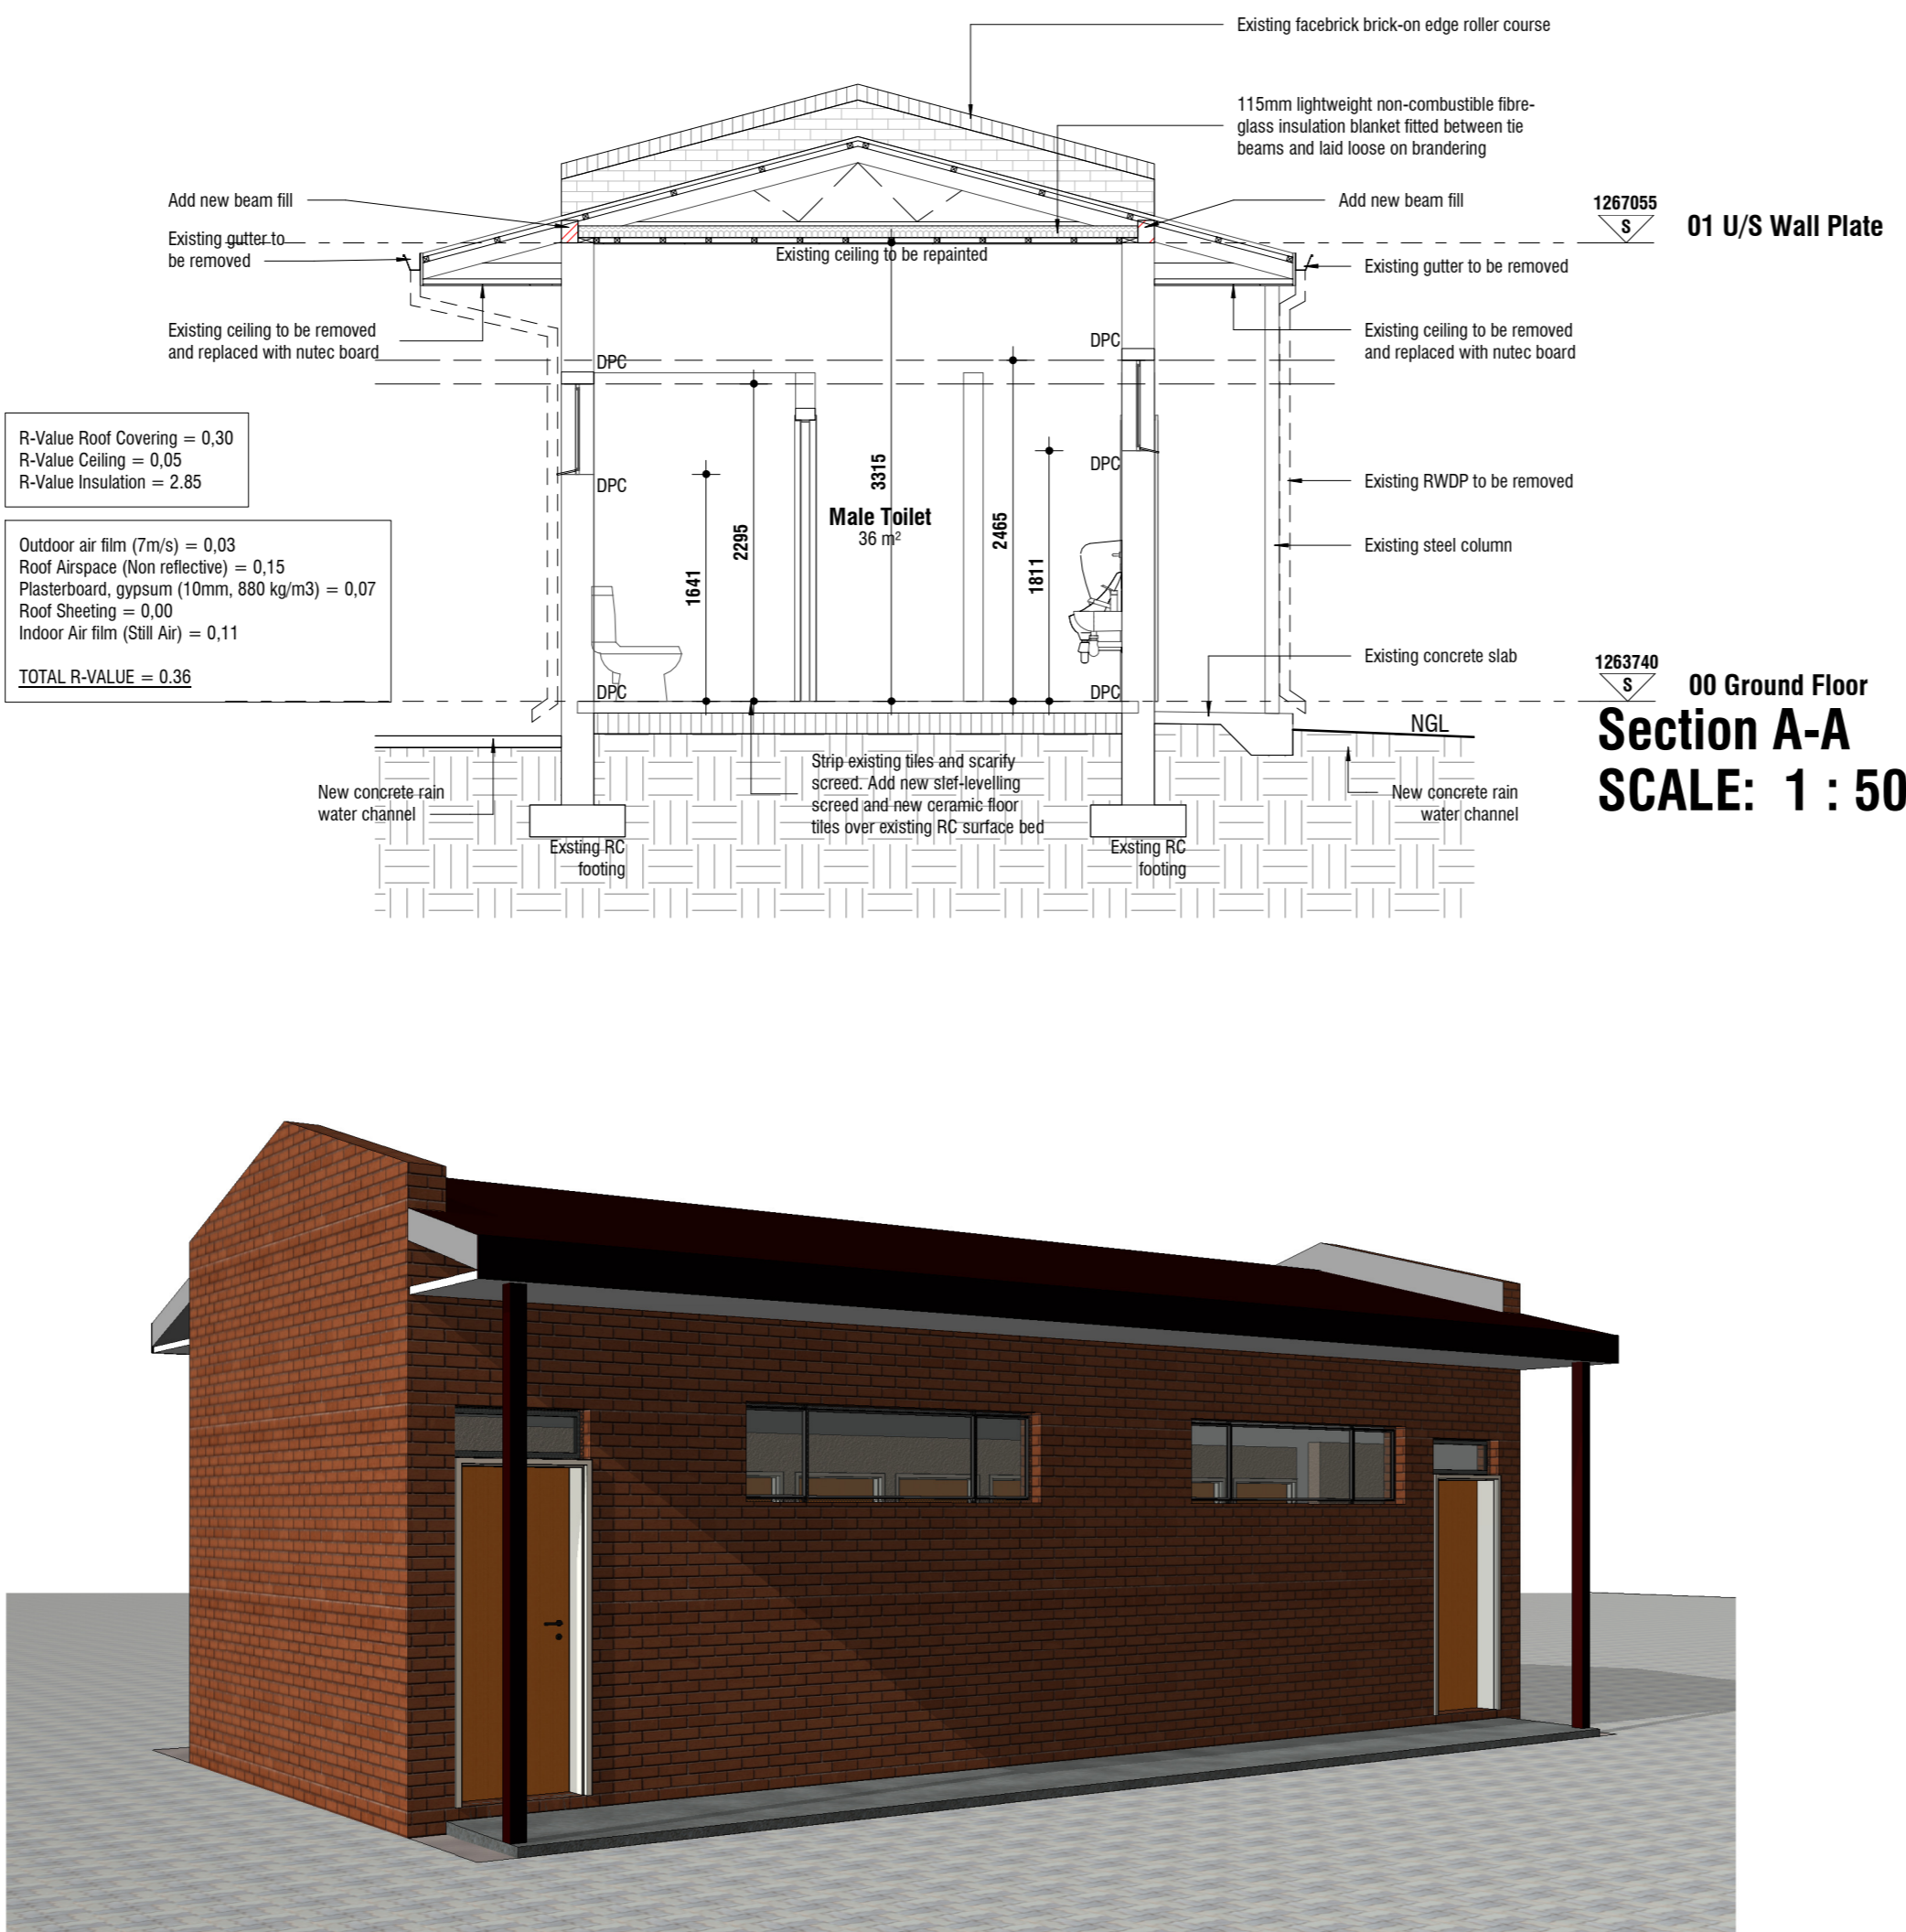 Existing facebrick brick-on edge roller course
115mm lightweight non-combustible fibre-
glass insulation blanket fitted between tie
beams and laid loose on brandering
Add new beam fill
Add new beam fill
1267055
S
01 U/S Wall Plate
Existing gutter to
be removed
Existing ceiling to be repainted
Existing gutter to be removed
Existing ceiling to be removed
and replaced with nutec board
Existing ceiling to be removed
and replaced with nutec board
DPC
DPC
R-Value Roof Covering = 0,30
R-Value Ceiling = 0,05
R-Value Insulation = 2.85
DPC
DPC
Existing RWDP to be removed
3315
Male Toilet
36 m²
2295
2465
1641
1811
Existing steel column
Outdoor air film (7m/s) = 0,03
Roof Airspace (Non reflective) = 0,15
Plasterboard, gypsum (10mm, 880 kg/m3) = 0,07
Roof Sheeting = 0,00
Indoor Air film (Still Air) = 0,11
TOTAL R-VALUE = 0.36
Existing concrete slab
1263740
S
00 Ground Floor
DPC
DPC
NGL
Section A-A
SCALE: 1 : 50
New concrete rain
water channel
Strip existing tiles and scarify
screed. Add new slef-levelling
screed and new ceramic floor
tiles over existing RC surface bed
New concrete rain
water channel
Exsting RC
footing
Exsting RC
footing